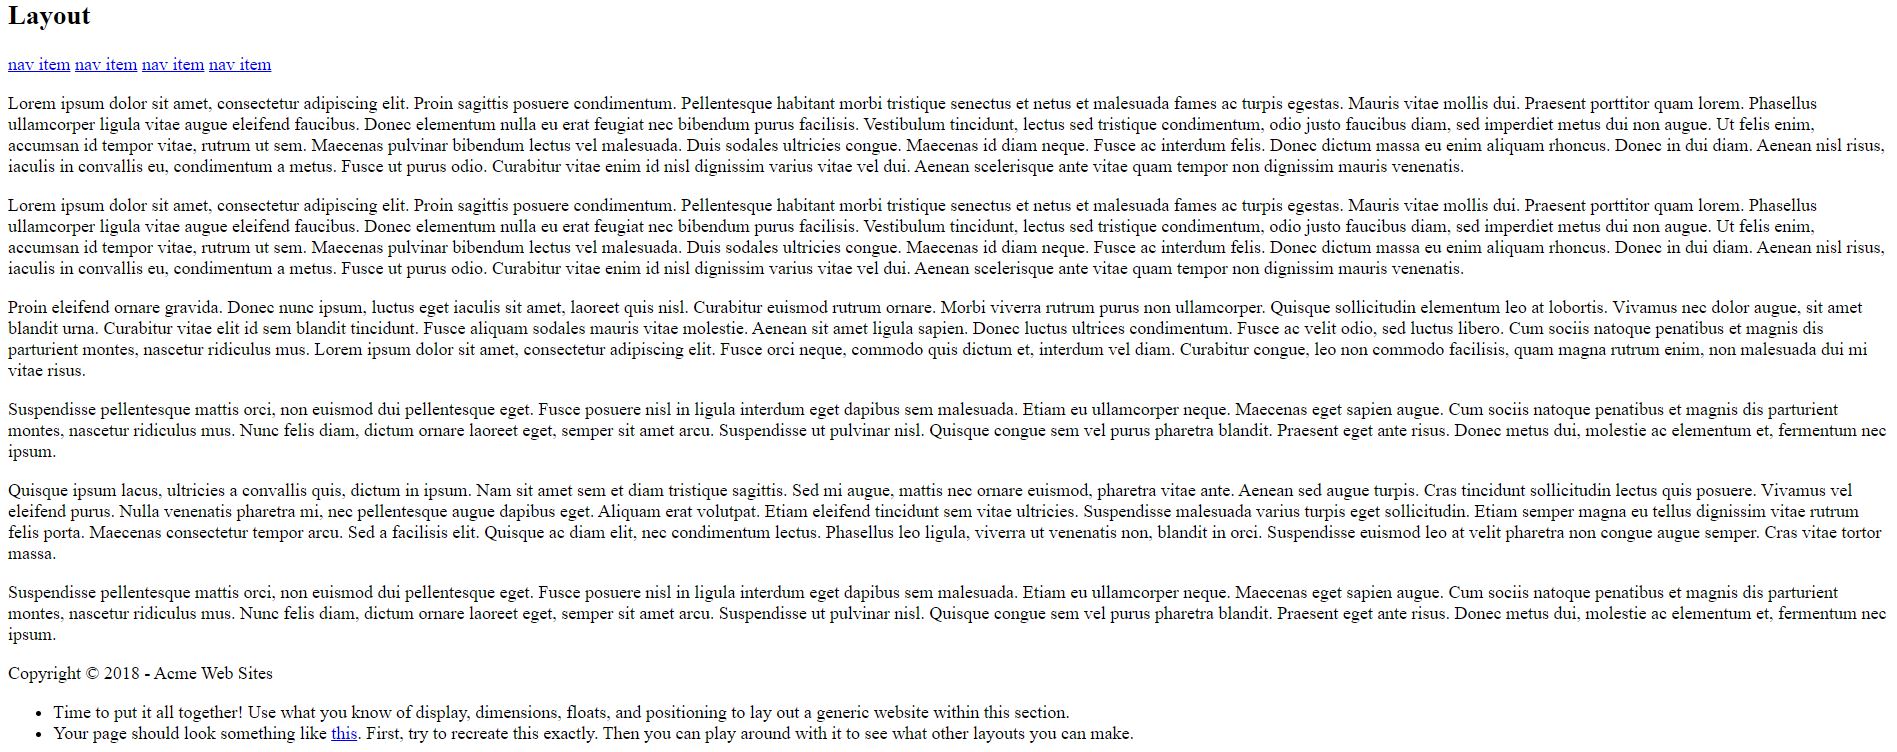 Layout
nav item nav item nav item nav item
Lorem ipsum dolor sit amet, consectetur adipiscing elit. Proin sagittis posuere condimentum. Pellentesque habitant morbi tristique senectus et netus et malesuada fames ac turpis egestas. Mauris vitae mollis dui. Praesent porttitor quam lorem. Phasellus
ullamcorper ligula vitae augue eleifend faucibus. Donec elementum nulla eu erat feugiat nec bibendum purus facilisis. Vestibulum tincidunt, lectus sed tristique condimentum, odio justo faucibus diam, sed imperdiet metus dui non augue. Ut felis enim,
accumsan id tempor vitae, rutrum ut sem. Maecenas pulvinar bibendum lectus vel malesuada. Duis sodales ultricies congue. Maecenas id diam neque. Fusce ac interdum felis. Donec dictum massa eu enim aliquam rhoncus. Donec in dui diam. Aenean nisl risus,
iaculis in convallis eu, condimentum a metus. Fusce ut purus odio. Curabitur vitae enim id nisl dignissim varius vitae vel dui. Aenean scelerisque ante vitae quam tempor non dignissim mauris venenatis.
Lorem ipsum dolor sit amet, consectetur adipiscing elit. Proin sagittis posuere condimentum. Pellentesque habitant morbi tristique senectus et netus et malesuada fames ac turpis egestas. Mauris vitae mollis dui. Praesent porttitor quam lorem. Phasellus
ullamcorper ligula vitae augue eleifend faucibus. Donec elementum nulla eu erat feugiat nec bibendum purus facilisis. Vestibulum tincidunt, lectus sed tristique condimentum, odio justo faucibus diam, sed imperdiet metus dui non augue. Ut felis enim,
accumsan id tempor vitae, rutrum ut sem. Maecenas pulvinar bibendum lectus vel malesuada. Duis sodales ultricies congue. Maecenas id diam neque. Fusce ac interdum felis. Donec dictum massa eu enim aliquam rhoncus. Donec in dui diam. Aenean nisl risus,
iaculis in convallis eu, condimentum a metus. Fusce ut purus odio. Curabitur vitae enim id nisl dignissim varius vitae vel dui. Aenean scelerisque ante vitae quam tempor non dignissim mauris venenatis.
Proin eleifend ornare gravida. Donec nunc ipsum, luctus eget iaculis sit amet, laoreet quis nisl. Curabitur euismod rutrum ornare. Morbi viverra rutrum purus non ullamcorper. Quisque sollicitudin elementum leo at lobortis. Vivamus nec dolor augue, sit amet
blandit urna. Curabitur vitae elit id sem blandit tincidunt. Fusce aliquam sodales mauris vitae molestie. Aenean sit amet ligula sapien. Donec luctus ultrices condimentum. Fusce ac velit odio, sed luctus libero. Cum sociis natoque penatibus et magnis dis
parturient montes, nascetur ridiculus mus. Lorem ipsum dolor sit amet, consectetur adipiscing elit. Fusce orci neque, commodo quis dictum et, interdum vel diam. Curabitur congue, leo non commodo facilisis, quam magna rutrum enim, non malesuada dui mi
vitae risus.
Suspendisse pellentesque mattis orci, non euismod dui pellentesque eget. Fusce posuere nisl in ligula interdum eget dapibus sem malesuada. Etiam eu ullamcorper neque. Maecenas eget sapien augue. Cum sociis natoque penatibus et magnis dis parturient
montes, nascetur ridiculus mus. Nunc felis diam, dictum ornare laoreet eget, semper sit amet arcu. Suspendisse ut pulvinar nisl. Quisque congue sem vel purus pharetra blandit. Praesent eget ante risus. Donec metus dui, molestie ac elementum et, fermentum nec
ipsum.
Quisque ipsum lacus, ultricies a convallis quis, dictum in ipsum. Nam sit amet sem et diam tristique sagittis. Sed mi augue, mattis nec ornare euismod, pharetra vitae ante. Aenean sed augue turpis. Cras tincidunt sollicitudin lectus quis posuere. Vivamus vel
eleifend purus. Nulla venenatis pharetra mi, nec pellentesque augue dapibus eget. Aliquam erat volutpat. Etiam eleifend tincidunt sem vitae ultricies. Suspendisse malesuada varius turpis eget sollicitudin. Etiam semper magna eu tellus dignissim vitae rutrum
felis porta. Maecenas consectetur tempor arcu. Sed a facilisis elit. Quisque ac diam elit, nec condimentum lectus. Phasellus leo ligula, viverra ut venenatis non, blandit in orci. Suspendisse euismod leo at velit pharetra non congue augue semper. Cras vitae tortor
massa.
Suspendisse pellentesque mattis orci, non euismod dui pellentesque eget. Fusce posuere nisl in ligula interdum eget dapibus sem malesuada. Etiam eu ullamcorper neque. Maecenas eget sapien augue. Cum sociis natoque penatibus et magnis dis parturient
montes, nascetur ridiculus mus. Nunc felis diam, dictum ornare laoreet eget, semper sit amet arcu. Suspendisse ut pulvinar nisl. Quisque congue sem vel purus pharetra blandit. Praesent eget ante risus. Donec metus dui, molestie ac elementum et, fermentum nec
ipsum.
Copyright © 2018 - Acme Web Sites
• Time to put it all together! Use what you know of display, dimensions, floats, and positioning to lay out a generic website within this section.
• Your page should look something like this. First, try to recreate this exactly. Then you can play around with it to see what other layouts you can make.